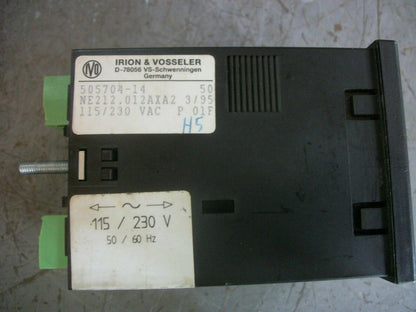 IVO
IRION & VOSSELER
D-78056 VS-Schwenningen
Germany
505704-14 50
NE212.012AXA2 3/95
115/230 VAC P 01F
H5
115 / 230 V
50 / 60 Hz